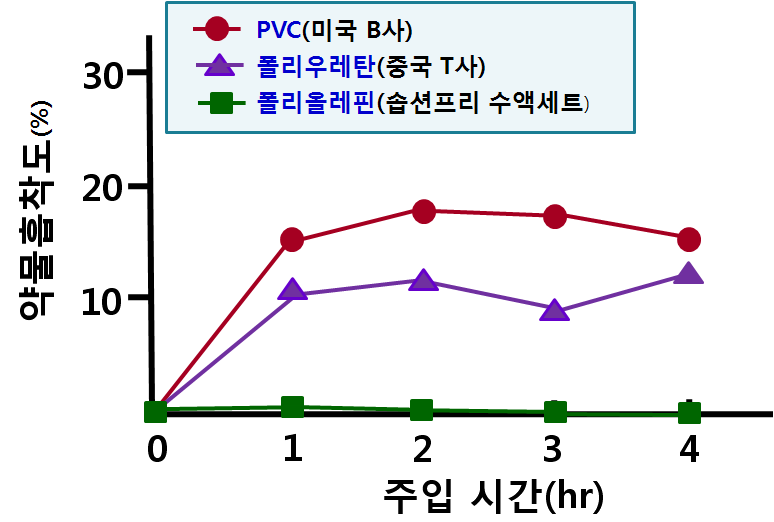 PVC(미국 B사)
폴리우레탄(중국 T사)
폴리올레핀(솝션프리 수액세트)
약물흡착도(%)
30
20
10
0 1 2 3 4
주입 시간(hr)